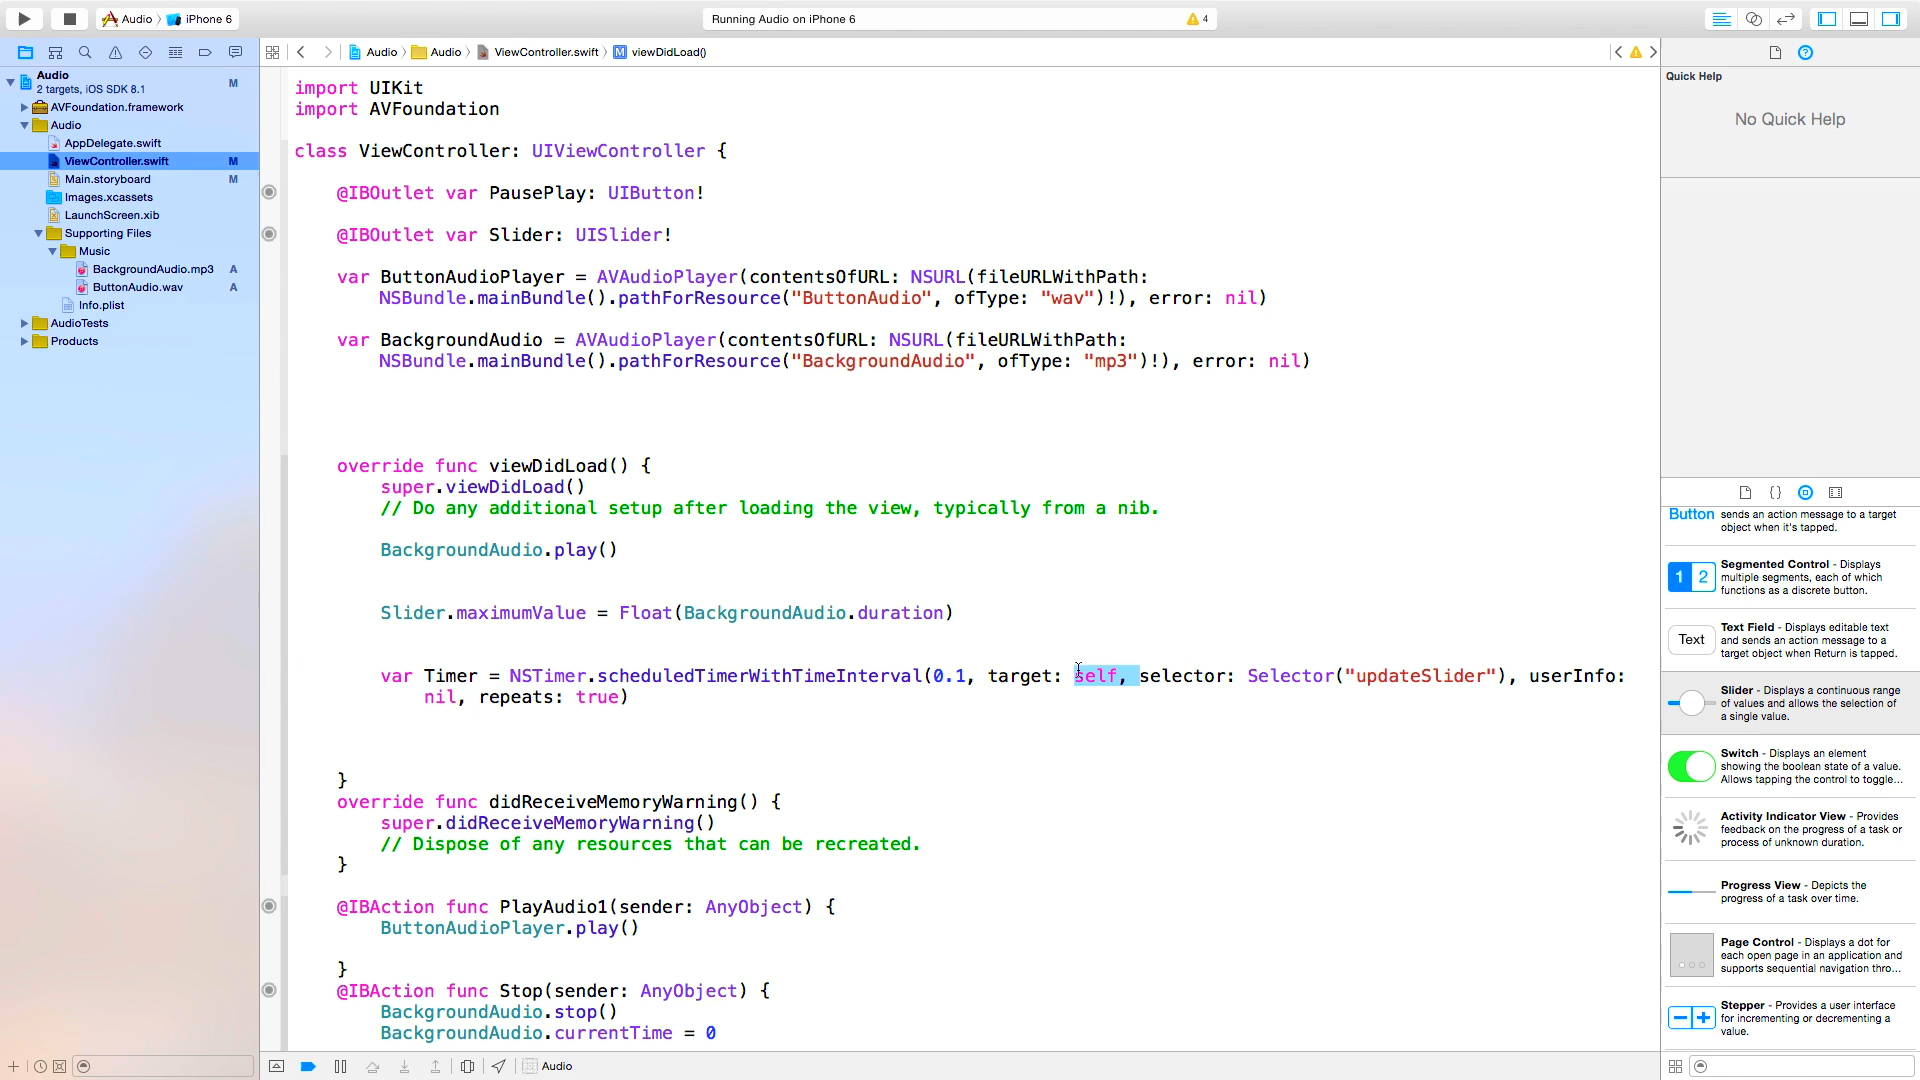 Audio
iPhone 6
Running Audio on iPhone 6
4
Audio
Audio
ViewController.swift
M
viewDidLoad()
Audio
2 targets, iOS SDK 8.1
M
AVFoundation.framework
Audio
AppDelegate.swift
ViewController.swift M
Main.storyboard M
Images.xcassets
LaunchScreen.xib
Supporting Files
Music
BackgroundAudio.mp3 A
ButtonAudio.wav A
Info.plist
AudioTests
Products
import UIKit
import AVFoundation
class ViewController: UIViewController {
@IBOutlet var PausePlay: UIButton!
@IBOutlet var Slider: UISlider!
var ButtonAudioPlayer = AVAudioPlayer(contentsOfURL: NSURL(fileURLWithPath:
NSBundle.mainBundle().pathForResource("ButtonAudio", ofType: "wav")!), error: nil)
var BackgroundAudio = AVAudioPlayer(contentsOfURL: NSURL(fileURLWithPath:
NSBundle.mainBundle().pathForResource("BackgroundAudio", ofType: "mp3")!), error: nil)
override func viewDidLoad() {
super.viewDidLoad()
// Do any additional setup after loading the view, typically from a nib.
BackgroundAudio.play()
Slider.maximumValue = Float(BackgroundAudio.duration)
var Timer = NSTimer.scheduledTimerWithTimeInterval(0.1, target: self, selector: Selector("updateSlider"), userInfo:
nil, repeats: true)
}
override func didReceiveMemoryWarning() {
super.didReceiveMemoryWarning()
// Dispose of any resources that can be recreated.
}
@IBAction func PlayAudio1(sender: AnyObject) {
ButtonAudioPlayer.play()
}
@IBAction func Stop(sender: AnyObject) {
BackgroundAudio.stop()
BackgroundAudio.currentTime = 0
Audio
Quick Help
No Quick Help
Button sends an action message to a target
object when it's tapped.
1 2
Segmented Control - Displays
multiple segments, each of which
functions as a discrete button.
Text
Text Field - Displays editable text
and sends an action message to a
target object when Return is tapped.
Slider - Displays a continuous range
of values and allows the selection of
a single value.
Switch - Displays an element
showing the boolean state of a value.
Allows tapping the control to toggle...
Activity Indicator View - Provides
feedback on the progress of a task or
process of unknown duration.
Progress View - Depicts the
progress of a task over time.
Page Control - Displays a dot for
each open page in an application and
supports sequential navigation thro...
Stepper - Provides a user interface
for incrementing or decrementing a
value.